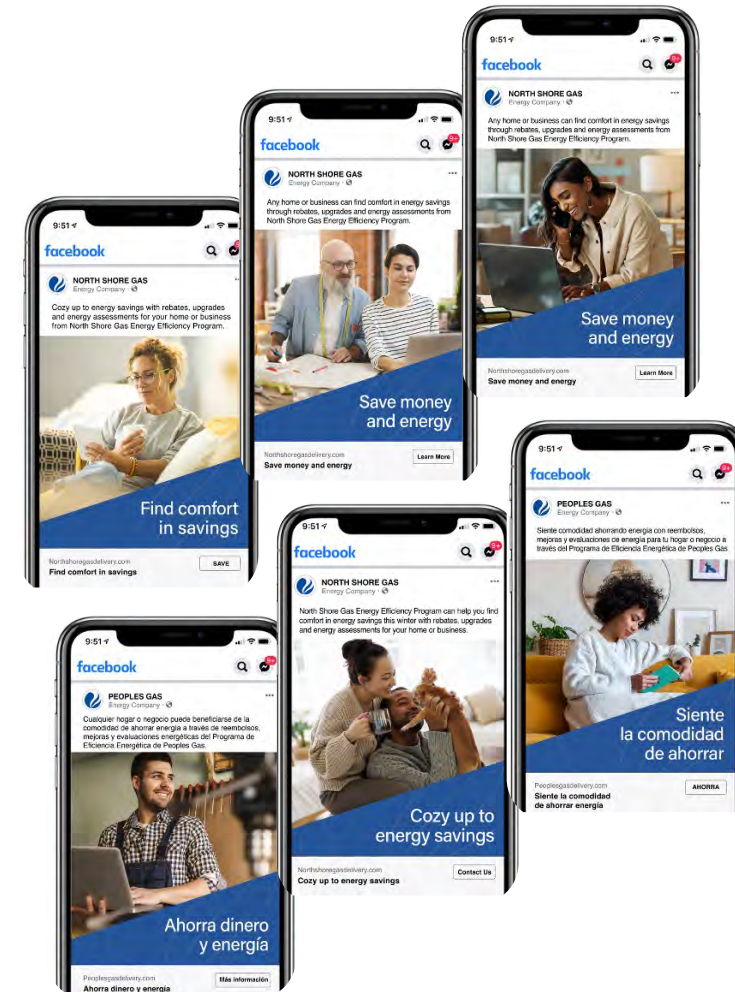 9:51
facebook
9+
NORTH SHORE GAS
Energy Company ·
Any home or business can find comfort in energy savings
through rebates, upgrades and energy assessments from
North Shore Gas Energy Efficiency Program.
Save money
and energy
Northshoregasdelivery.com
Save money and energy
Learn More
9:51
facebook
9+
NORTH SHORE GAS
Energy Company ·
Any home or business can find comfort in energy savings
through rebates, upgrades and energy assessments from
North Shore Gas Energy Efficiency Program.
Save money
and energy
Northshoregasdelivery.com
Save money and energy
Learn More
9:51
facebook
NORTH SHORE GAS
Energy Company ·
Cozy up to energy savings with rebates, upgrades
and energy assessments for your home or business
from North Shore Gas Energy Efficiency Program.
Find comfort
in savings
Northshoregasdelivery.com
Find comfort in savings
SAVE
9:51
facebook
9+
PEOPLES GAS
Energy Company ·
Siente comodidad ahorrando energía con reembolsos,
mejoras y evaluaciones de energía para tu hogar o negocio a
través del Programa de Eficiencia Energética de Peoples Gas
Siente
la comodidad
de ahorrar
Peoplesgasdelivery.com
Siente la comodidad
de ahorrar energía
AHORRA
9:51
facebook
9+
NORTH SHORE GAS
Energy Company ·
North Shore Gas Energy Efficiency Program can help you find
comfort in energy savings this winter with rebates, upgrades
and energy assessments for your home or business.
Cozy up to
energy savings
Northshoregasdelivery.com
Cozy up to energy savings
Contact Us
9:51
facebook
9+
PEOPLES GAS
Energy Company ·
Cualquier hogar o negocio puede beneficiarse de la
comodidad de ahorrar energía a través de reembolsos,
mejoras y evaluaciones energéticas del Programa de
Eficiencia Energética de Peoples Gas.
Ahorra dinero
y energía
Peoplesgasdelivery.com
Ahorra dinero y energía
Más información